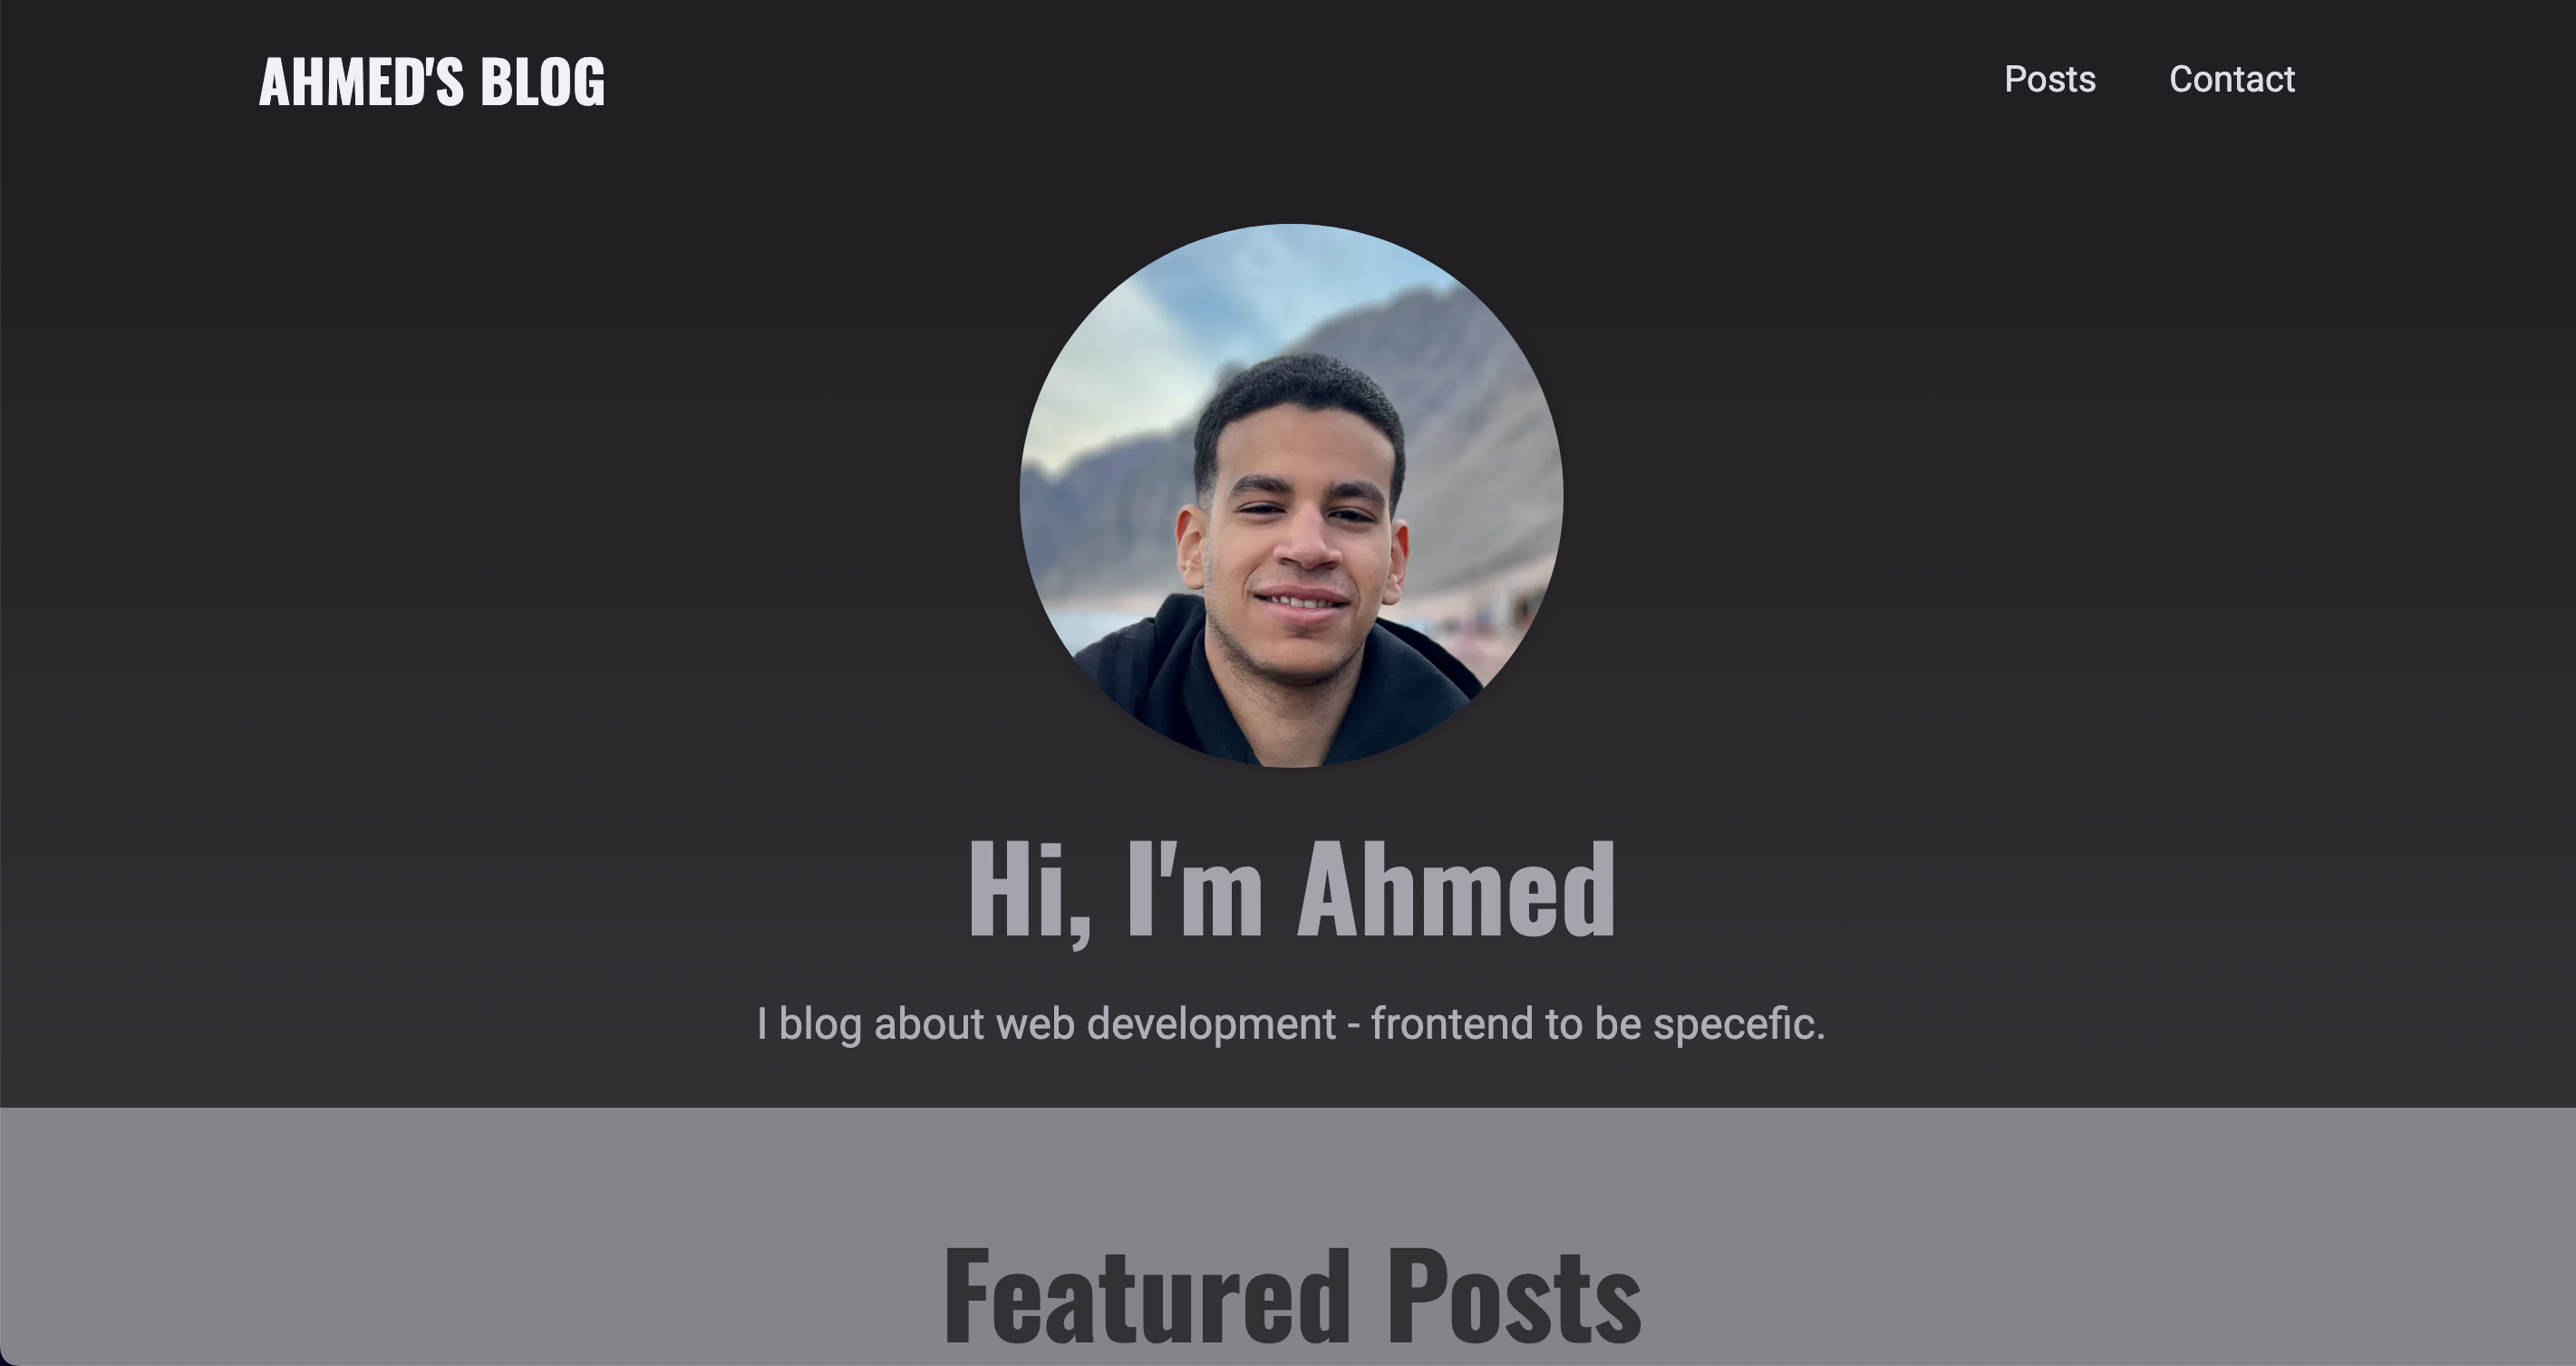 AHMED'S BLOG
Posts
Contact
Hi, I'm Ahmed
I blog about web development - frontend to be specefic.
Featured Posts